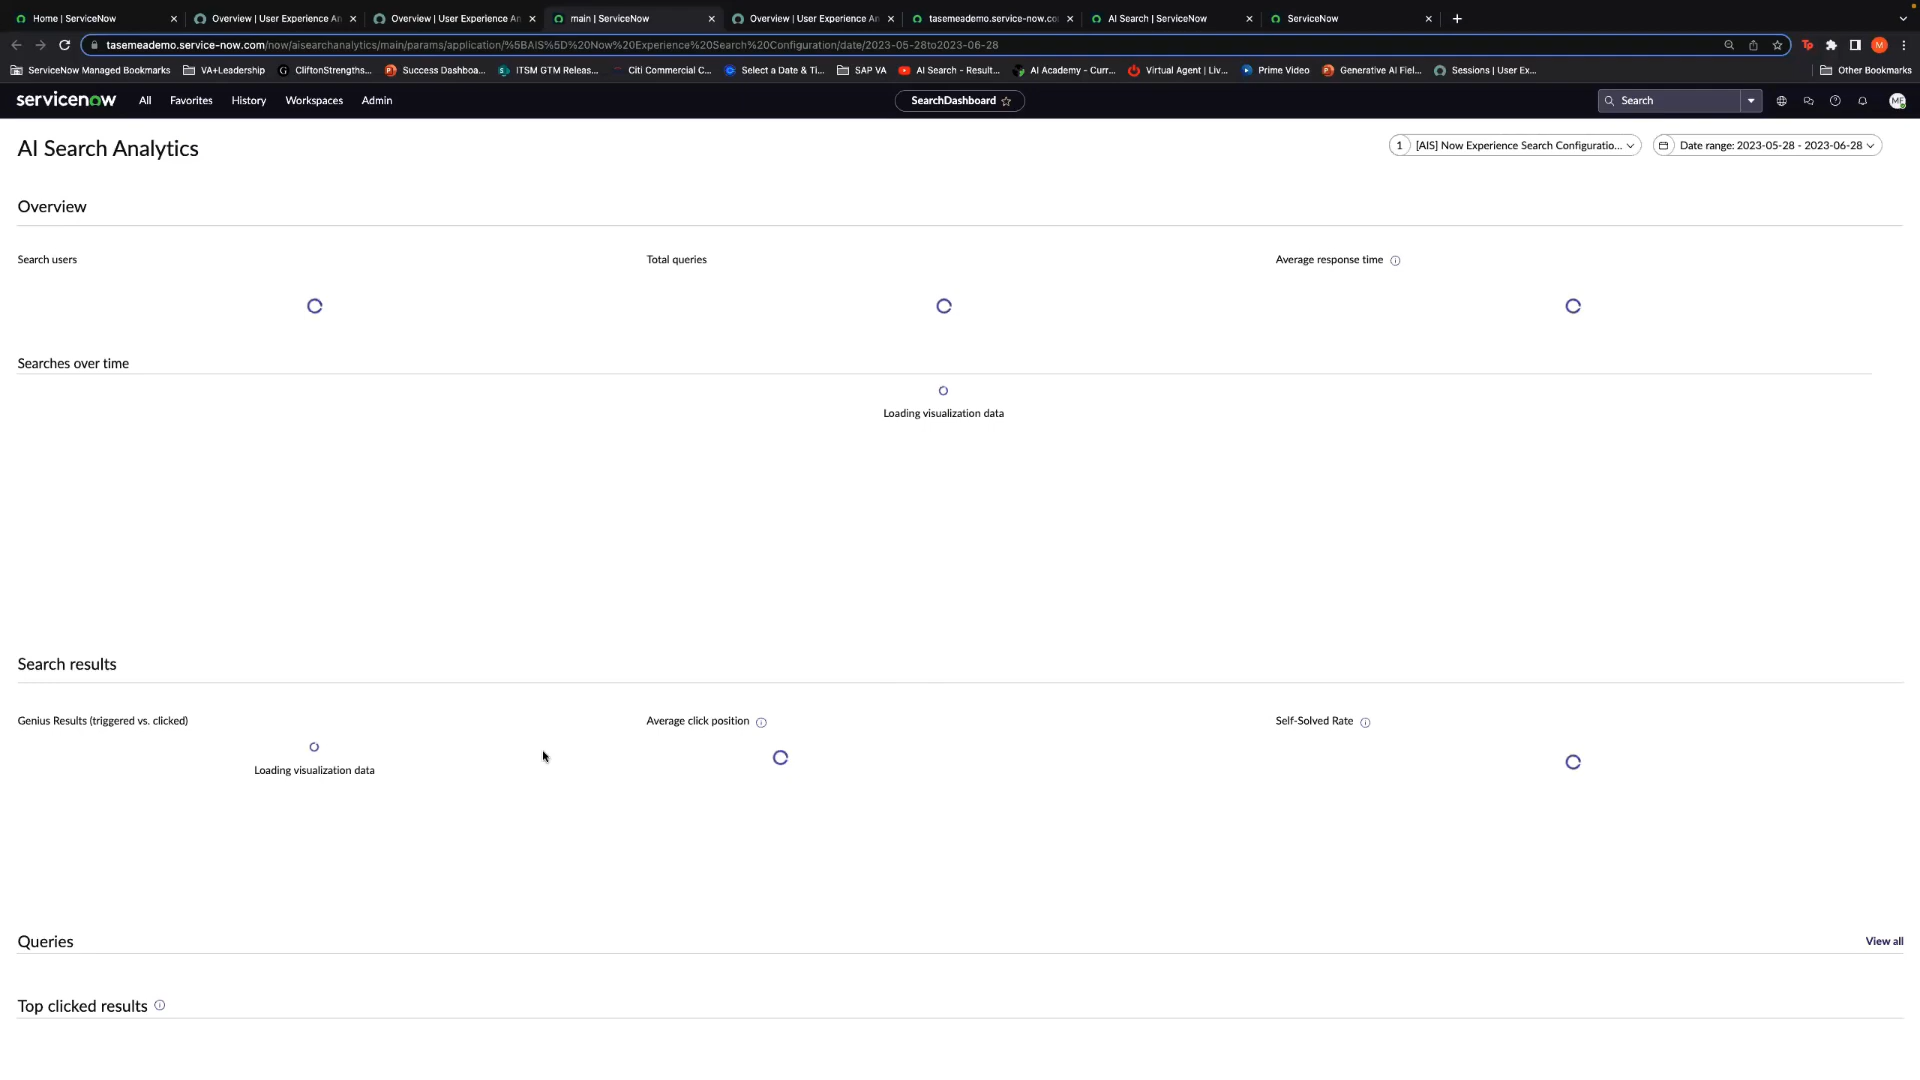 Home | ServiceNow
Overview | User Experience An
Overview | User Experience An
main | ServiceNow
Overview | User Experience An
tasemeademo.service-now.co
AI Search | ServiceNow
ServiceNow
tasemeademo.service-now.com/now/aisearchanalytics/main/params/application/%5BAIS%5D%20Now%20Experience%20Search%20Configuration/date/2023-05-28to2023-06-28
Tp
M
ServiceNow Managed Bookmarks
VA+Leadership
CliftonStrengths...
Success Dashboa...
ITSM GTM Releas...
Citi Commercial C...
Select a Date & Ti...
SAP VA
AI Search - Result...
AI Academy - Curr...
Virtual Agent | Liv...
Prime Video
Generative AI Fiel...
Sessions | User Ex...
Other Bookmarks
servicenow
All
Favorites
History
Workspaces
Admin
SearchDashboard
Search
MF
AI Search Analytics
1 [AIS] Now Experience Search Configuratio...
Date range: 2023-05-28 - 2023-06-28
Overview
Search users
Total queries
Average response time
Searches over time
Loading visualization data
Search results
Genius Results (triggered vs. clicked)
Average click position
Self-Solved Rate
Loading visualization data
Queries
View all
Top clicked results